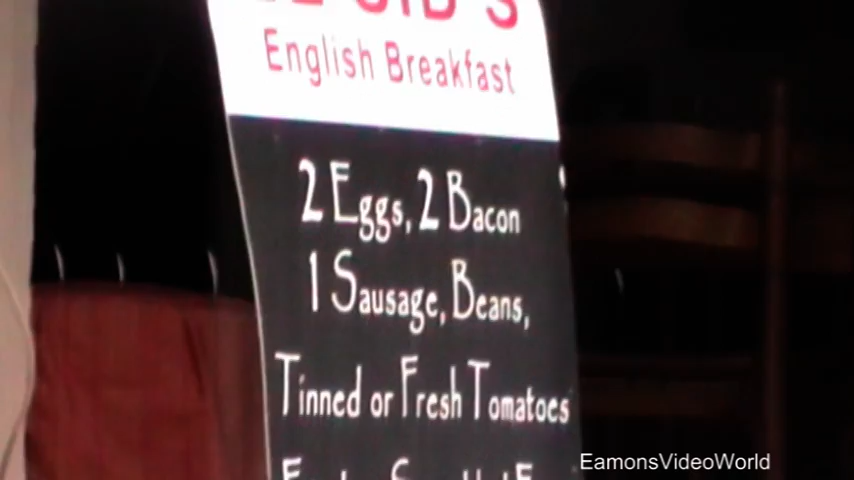 English Breakfast
2 Eggs, 2 Bacon
1 Sausage, Beans,
Tinned or Fresh Tomatoes
EamonsVideoWorld